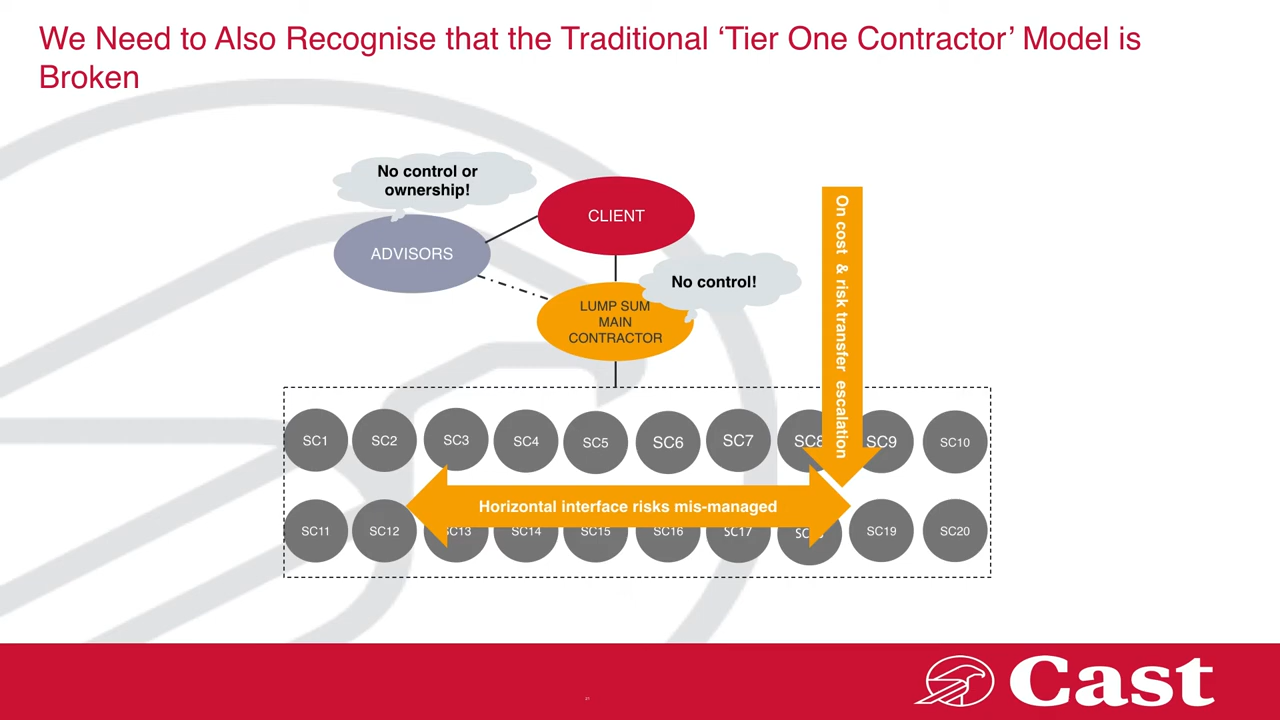 We Need to Also Recognise that the Traditional ‘Tier One Contractor’ Model is
Broken
No control or
ownership!
CLIENT
ADVISORS
No control!
LUMP SUM
MAIN
CONTRACTOR
On cost & risk transfer escalation
SC1 SC2 SC3 SC4 SC5 SC6 SC7 SC8 SC9 SC10
Horizontal interface risks mis-managed
SC11 SC12 SC13 SC14 SC15 SC16 SC17 SC19 SC20
Cast